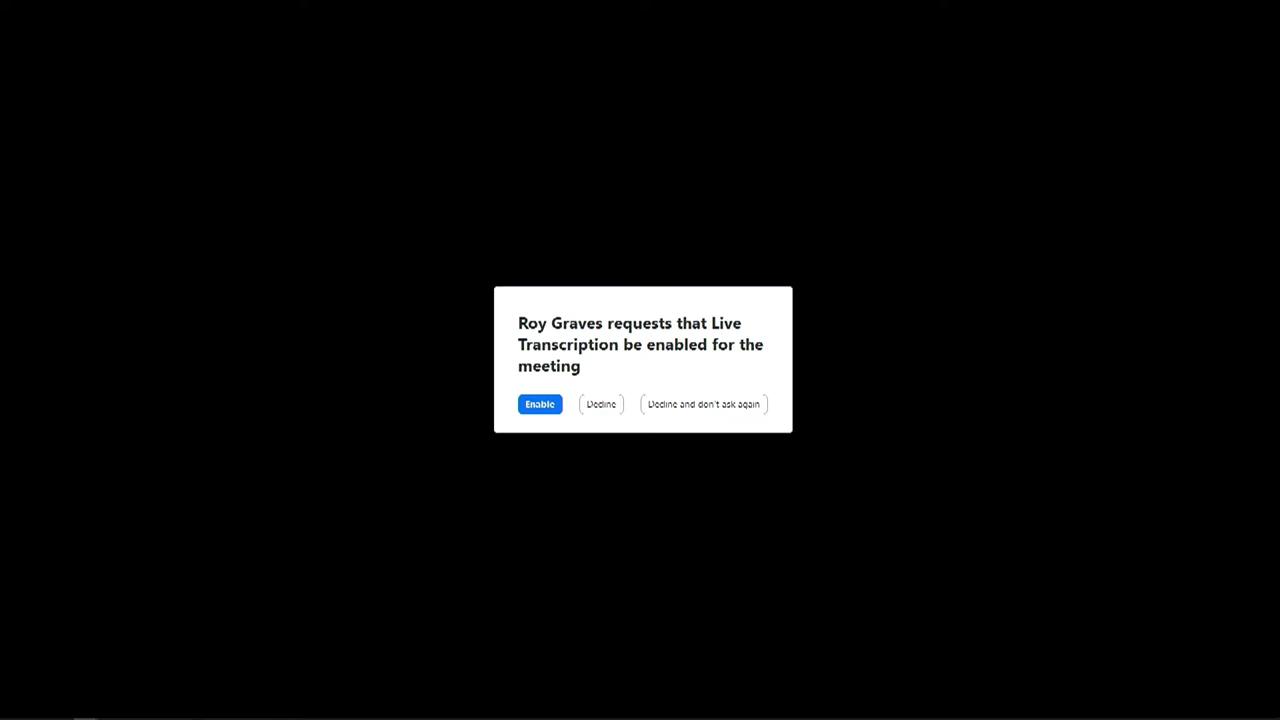 Roy Graves requests that Live
Transcription be enabled for the
meeting
Enable Decline Decline and don't ask again